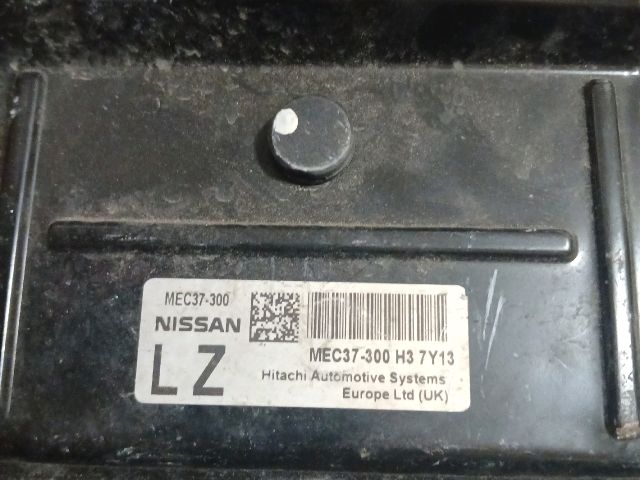 MEC37-300
NISSAN
LZ
MEC37-300 H3 7Y13
Hitachi Automotive Systems
Europe Ltd (UK)